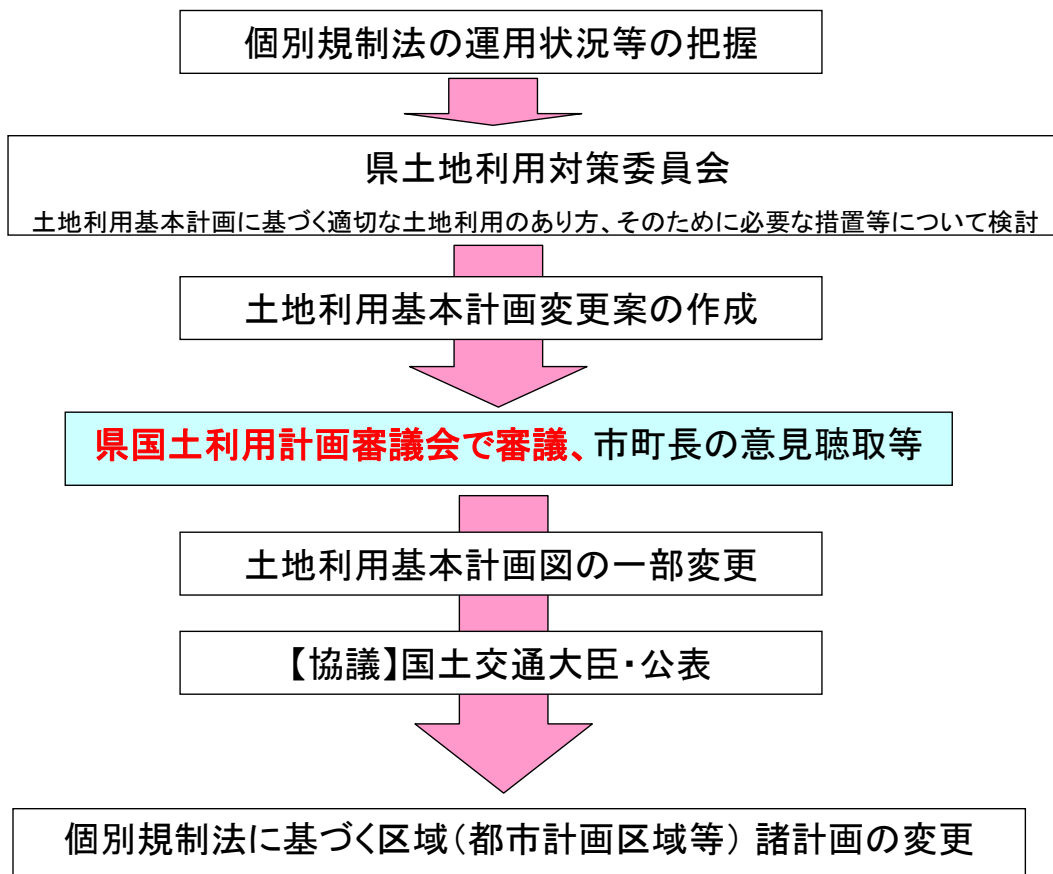 個別規制法の運用状況等の把握
県土地利用対策委員会
土地利用基本計画に基づく適切な土地利用のあり方、そのために必要な措置等について検討
土地利用基本計画変更案の作成
県国土利用計画審議会で審議、市町長の意見聴取等
土地利用基本計画図の一部変更
【協議】国土交通大臣・公表
個別規制法に基づく区域（都市計画区域等） 諸計画の変更